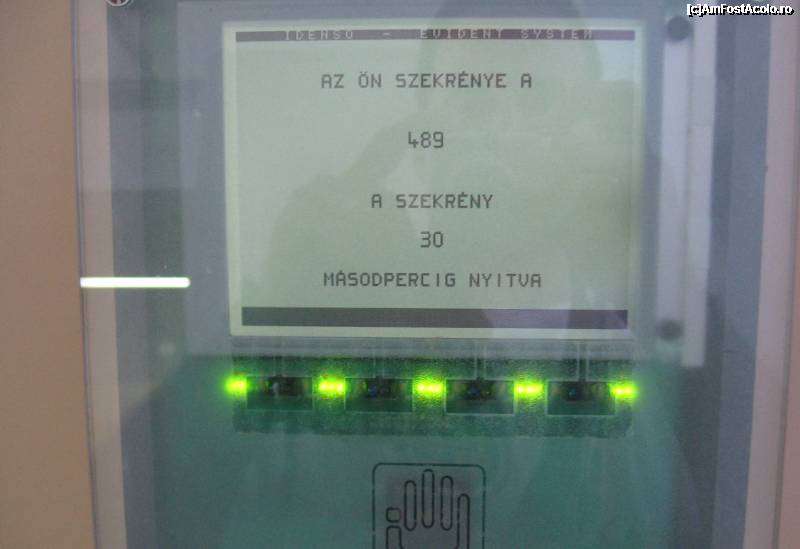 [c]AmFostAcolo.ro
IDENSO - EVIDENT SYSTEM
AZ ÖN SZEKRÉNYE A
489
A SZEKRÉNY
30
MÁSODPERCIG NYITVA